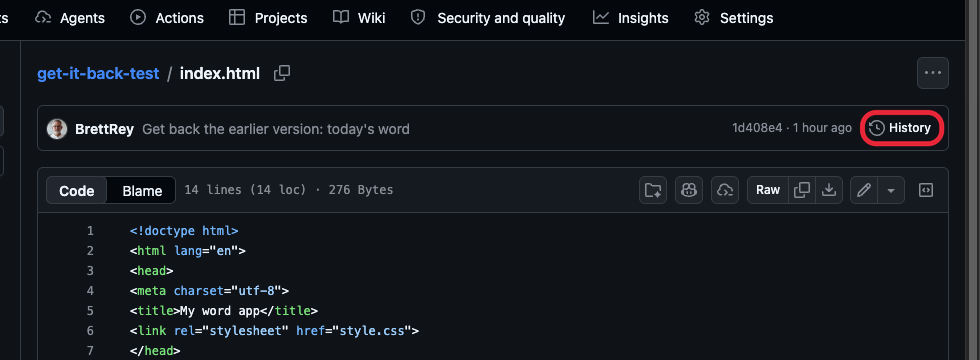 ts Agents Actions Projects Wiki Security and quality Insights Settings
get-it-back-test / index.html
BrettRey Get back the earlier version: today's word 1d408e4 · 1 hour ago History
Code Blame 14 lines (14 loc) · 276 Bytes Raw
1 <!doctype html>
2 <html lang="en">
3 <head>
4 <meta charset="utf-8">
5 <title>My word app</title>
6 <link rel="stylesheet" href="style.css">
7 </head>